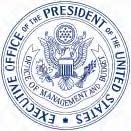 EXECUTIVE OFFICE OF THE PRESIDENT OF THE UNITED STATES
OFFICE OF MANAGEMENT AND BUDGET